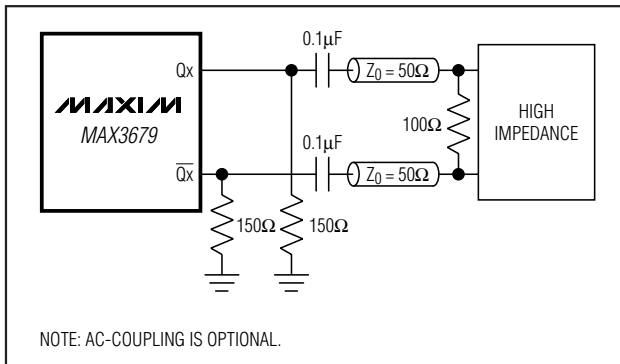 0.1µF
Qx
Z0 = 50Ω
MAXIM
MAX3679
100Ω
HIGH
IMPEDANCE
0.1µF
Q̅x̅
Z0 = 50Ω
150Ω
150Ω
NOTE: AC-COUPLING IS OPTIONAL.